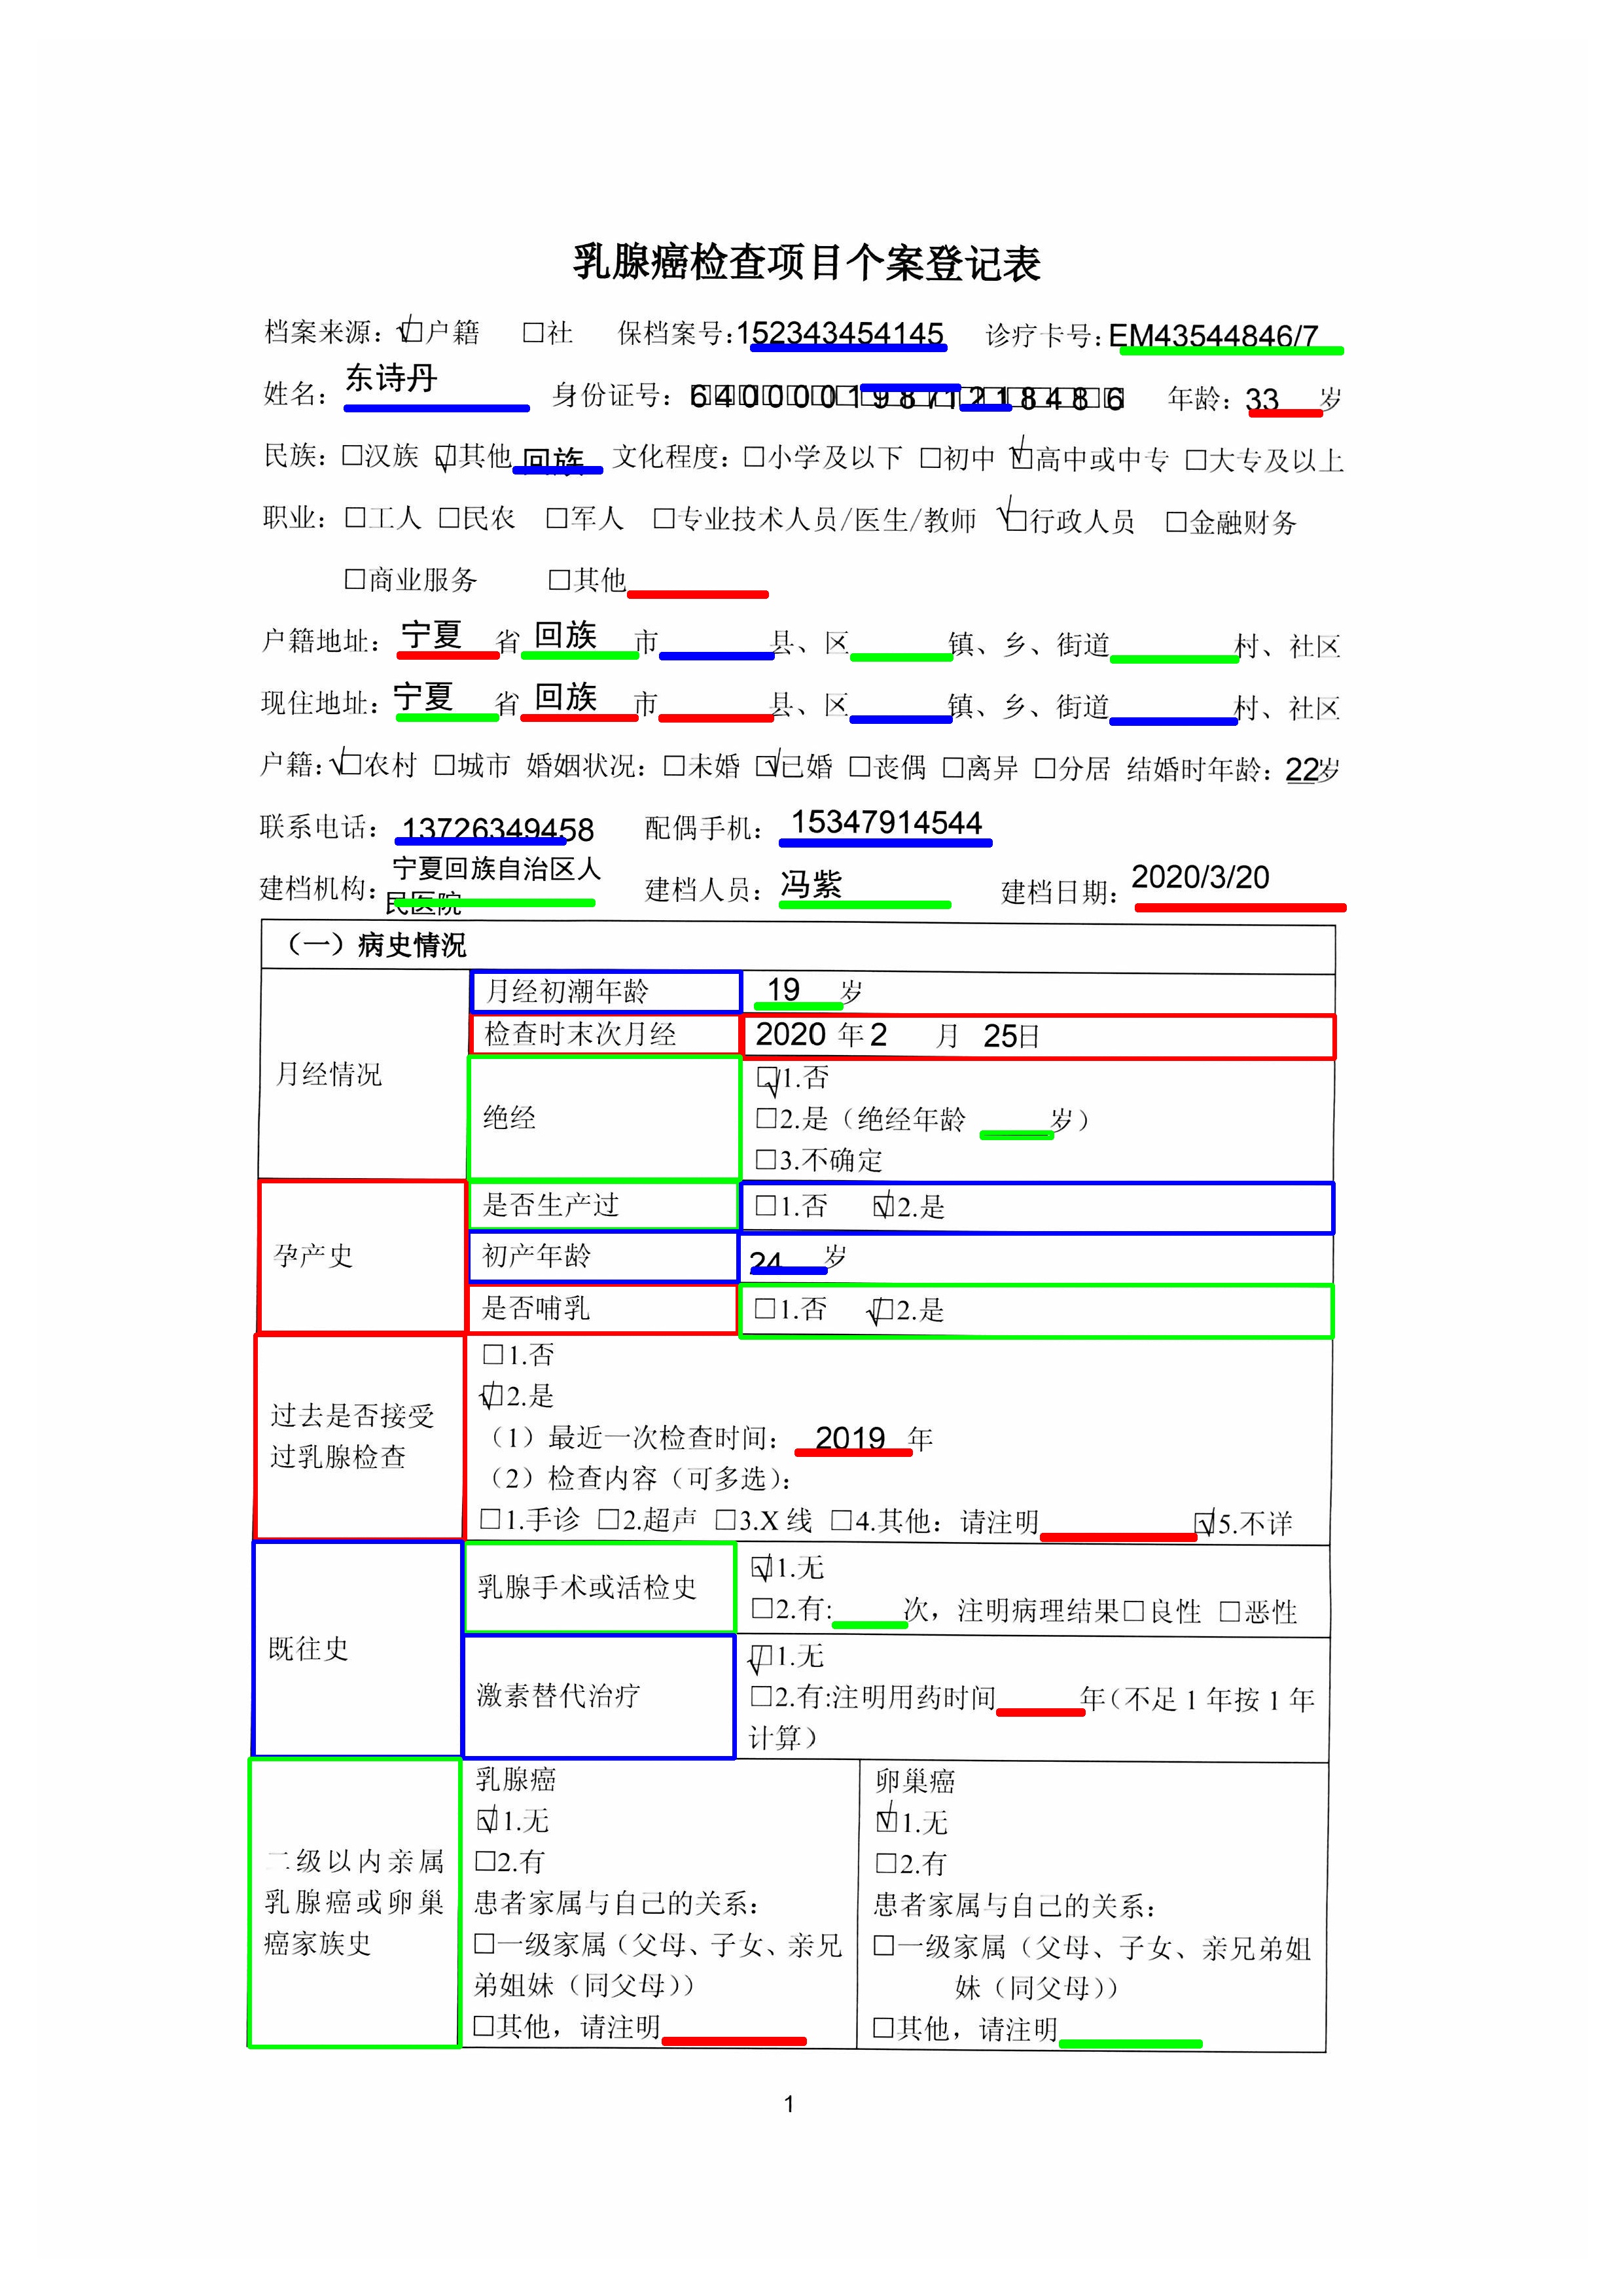 乳腺癌检查项目个案登记表
档案来源：☑户籍 □社 保档案号：152343454145 诊疗卡号：EM43544846/7
姓名：东诗丹 身份证号：64000019871218486 年龄：33岁
民族：□汉族 ☑其他 回族 文化程度：□小学及以下 □初中 ☑高中或中专 □大专及以上
职业：□工人 □民农 □军人 □专业技术人员/医生/教师 ☑行政人员 □金融财务
□商业服务 □其他
户籍地址：宁夏 省 回族 市 县、区 镇、乡、街道 村、社区
现住地址：宁夏 省 回族 市 县、区 镇、乡、街道 村、社区
户籍：☑农村 □城市 婚姻状况：□未婚 ☑已婚 □丧偶 □离异 □分居 结婚时年龄：22岁
联系电话：13726349458 配偶手机：15347914544
建档机构：宁夏回族自治区人民医院 建档人员：冯紫 建档日期：2020/3/20
（一）病史情况
月经情况
月经初潮年龄 19 岁
检查时末次月经 2020 年 2 月 25日
绝经
☑1.否
□2.是（绝经年龄 岁）
□3.不确定
孕产史
是否生产过 □1.否 ☑2.是
初产年龄 24 岁
是否哺乳 □1.否 ☑2.是
过去是否接受
过乳腺检查
□1.否
☑2.是
（1）最近一次检查时间： 2019 年
（2）检查内容（可多选）：
□1.手诊 □2.超声 □3.X 线 □4.其他：请注明 ☑5.不详
既往史
乳腺手术或活检史
☑1.无
□2.有: 次，注明病理结果□良性 □恶性
激素替代治疗
☑1.无
□2.有:注明用药时间 年（不足 1 年按 1 年
计算）
二级以内亲属
乳腺癌或卵巢
癌家族史
乳腺癌
☑1.无
□2.有
患者家属与自己的关系：
□一级家属（父母、子女、亲兄
弟姐妹（同父母））
□其他，请注明
卵巢癌
☑1.无
□2.有
患者家属与自己的关系：
□一级家属（父母、子女、亲兄弟姐
妹（同父母））
□其他，请注明
1